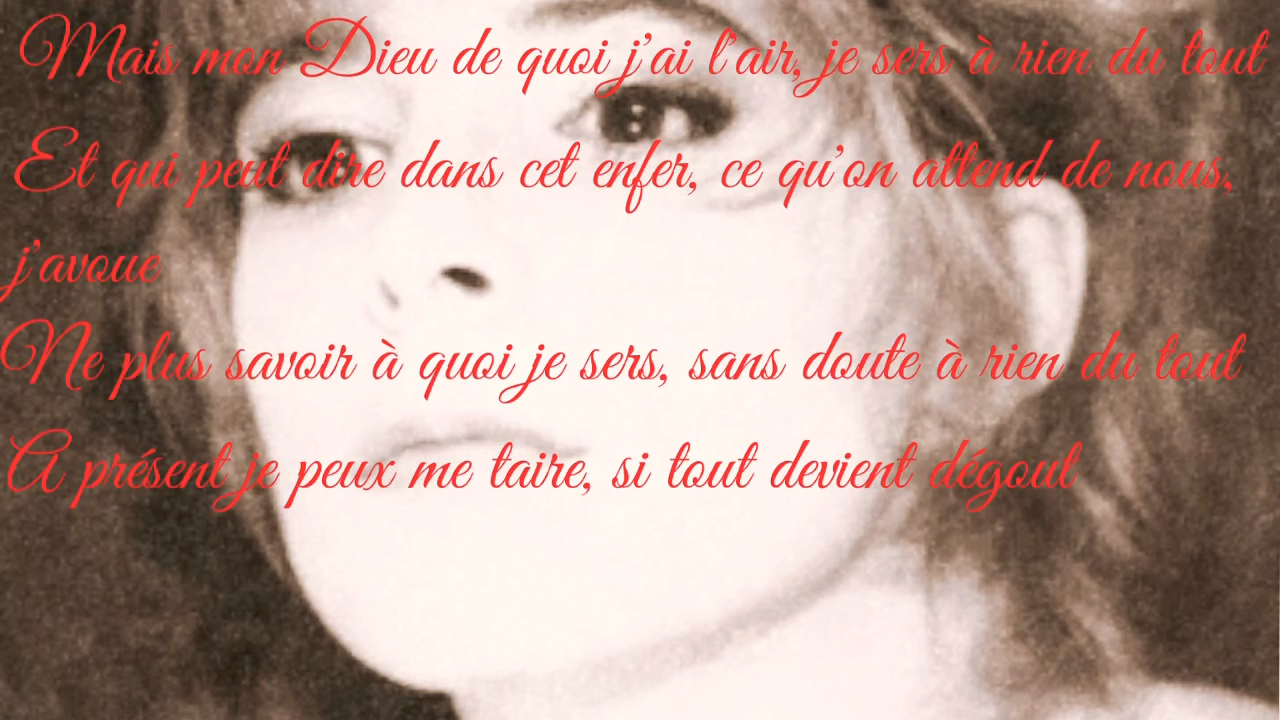 Mais mon Dieu de quoi j'ai l'air, je sers à rien du tout
Et qui peut dire dans cet enfer, ce qu'on attend de nous,
j'avoue
Ne plus savoir à quoi je sers, sans doute à rien du tout
A présent je peux me taire, si tout devient dégout